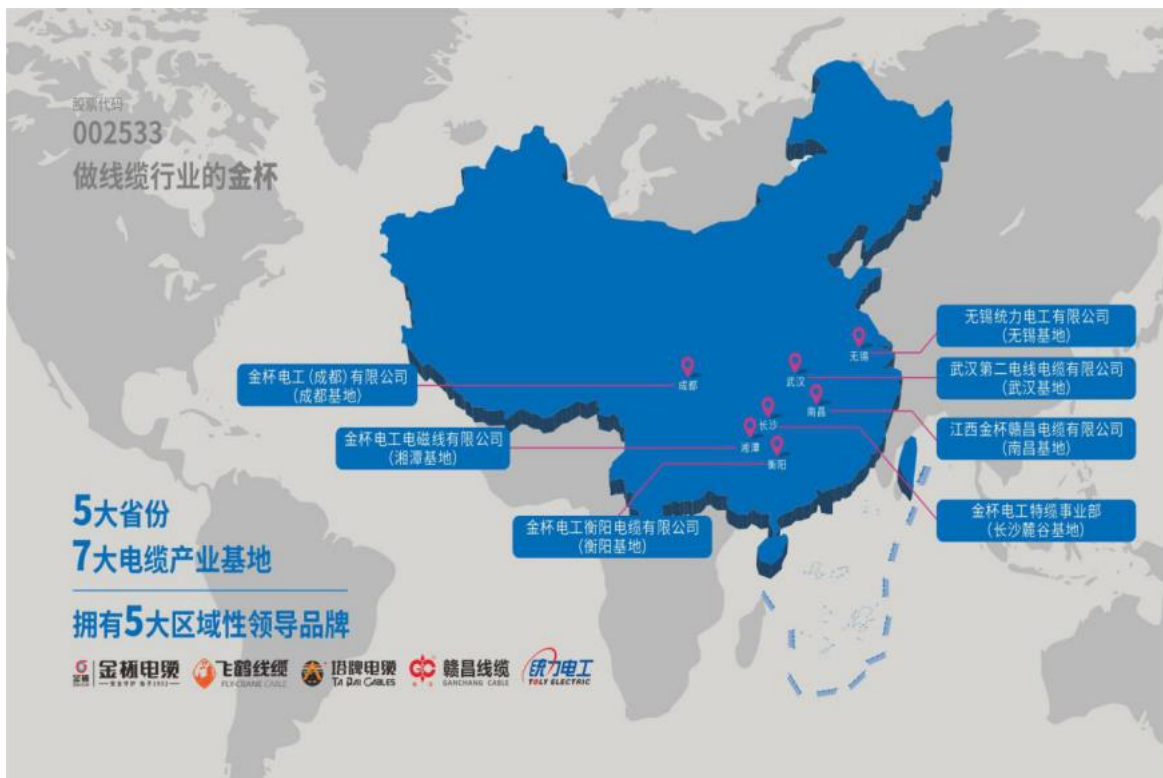 股票代码
002533
做线缆行业的金杯
无锡统力电工有限公司
(无锡基地)
无锡
武汉第二电线电缆有限公司
(武汉基地)
武汉
金杯电工(成都)有限公司
(成都基地)
成都
江西金杯赣昌电缆有限公司
(南昌基地)
南昌
长沙
金杯电工电磁线有限公司
(湘潭基地)
湘潭
衡阳
金杯电工特缆事业部
(长沙麓谷基地)
金杯电工衡阳电缆有限公司
(衡阳基地)
5大省份
7大电缆产业基地
拥有5大区域性领导品牌
金杯
金杯电缆
飞鹤线缆
FLY-CRANE CABLE
塔牌电缆
TA PAI CABLES
赣昌线缆
GANCHANG CABLE
统力电工
TOLY ELECTRIC